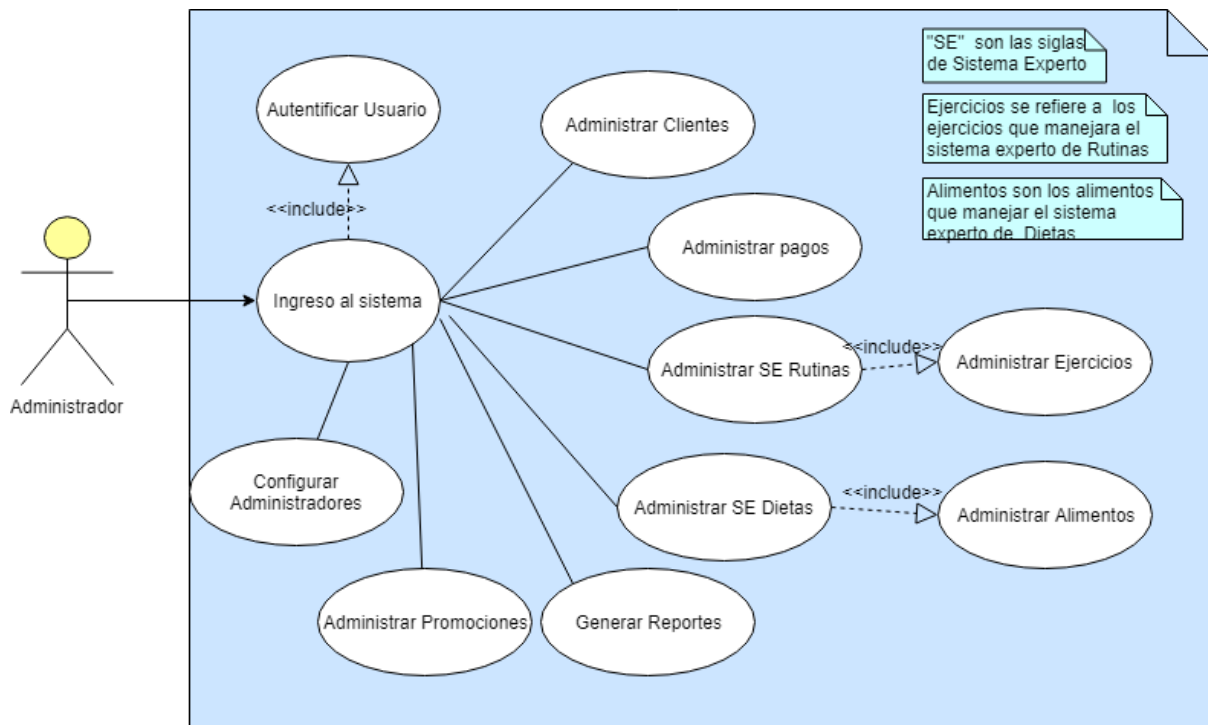 "SE" son las siglas
de Sistema Experto
Autentificar Usuario
Administrar Clientes
Ejercicios se refiere a los
ejercicios que manejara el
sistema experto de Rutinas
Alimentos son los alimentos
que manejar el sistema
experto de Dietas
<<include>>
Administrar pagos
Ingreso al sistema
<<include>>
Administrar SE Rutinas
Administrar Ejercicios
Administrador
Configurar
Administradores
<<include>>
Administrar SE Dietas
Administrar Alimentos
Administrar Promociones
Generar Reportes